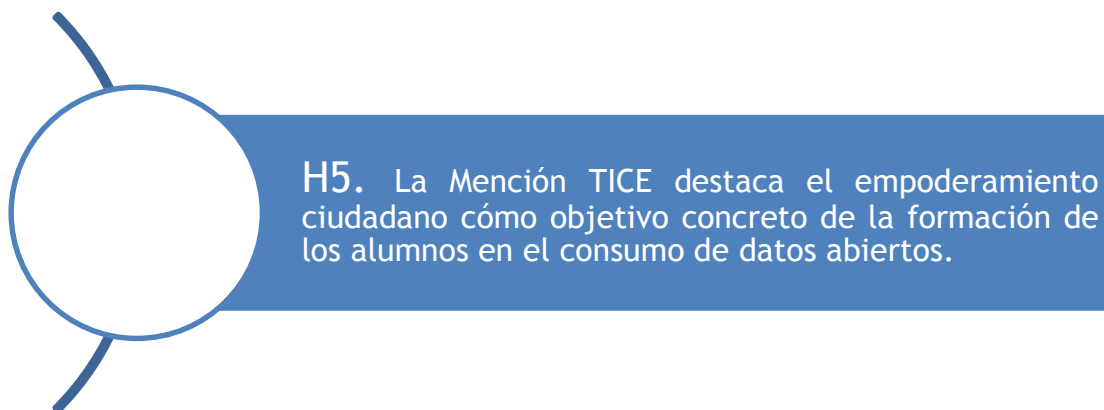 H5. La Mención TICE destaca el empoderamiento
ciudadano cómo objetivo concreto de la formación de
los alumnos en el consumo de datos abiertos.